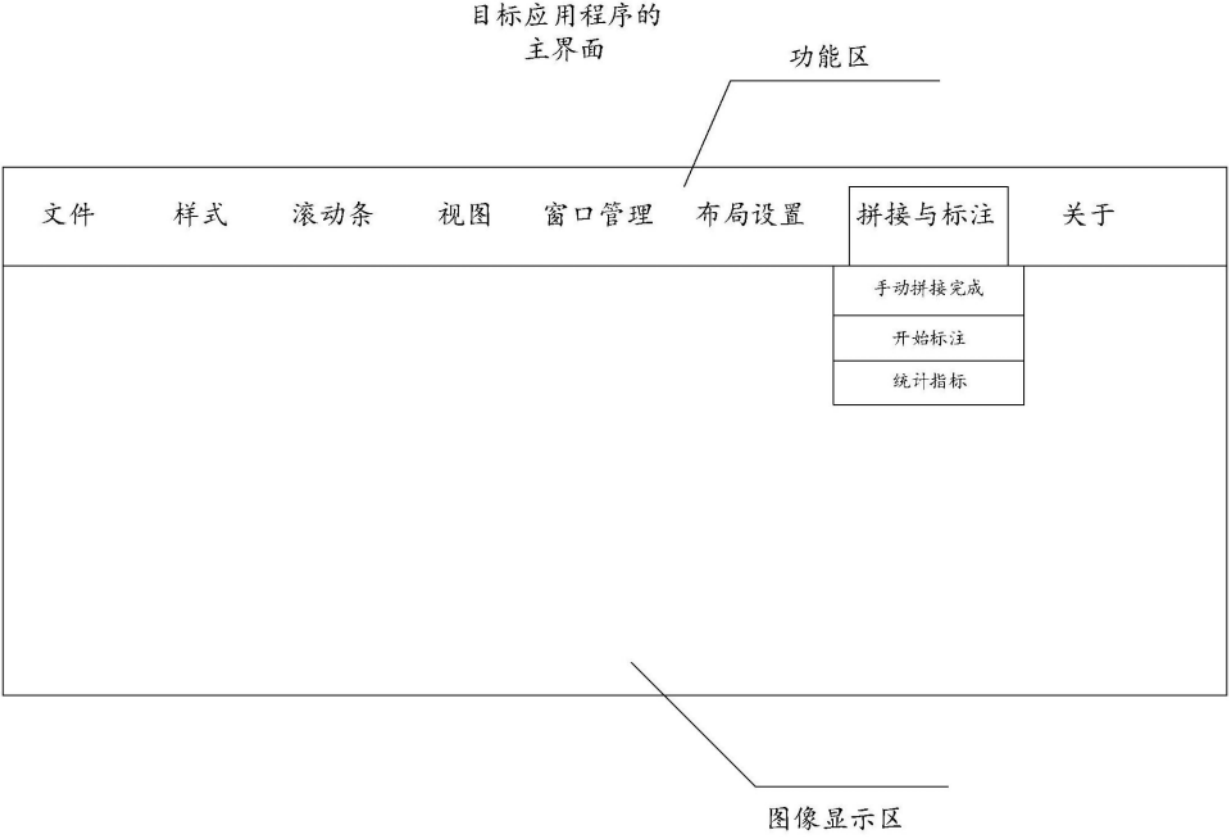 目标应用程序的
主界面
功能区
文件 样式 滚动条 视图 窗口管理 布局设置 拼接与标注 关于
手动拼接完成
开始标注
统计指标
图像显示区